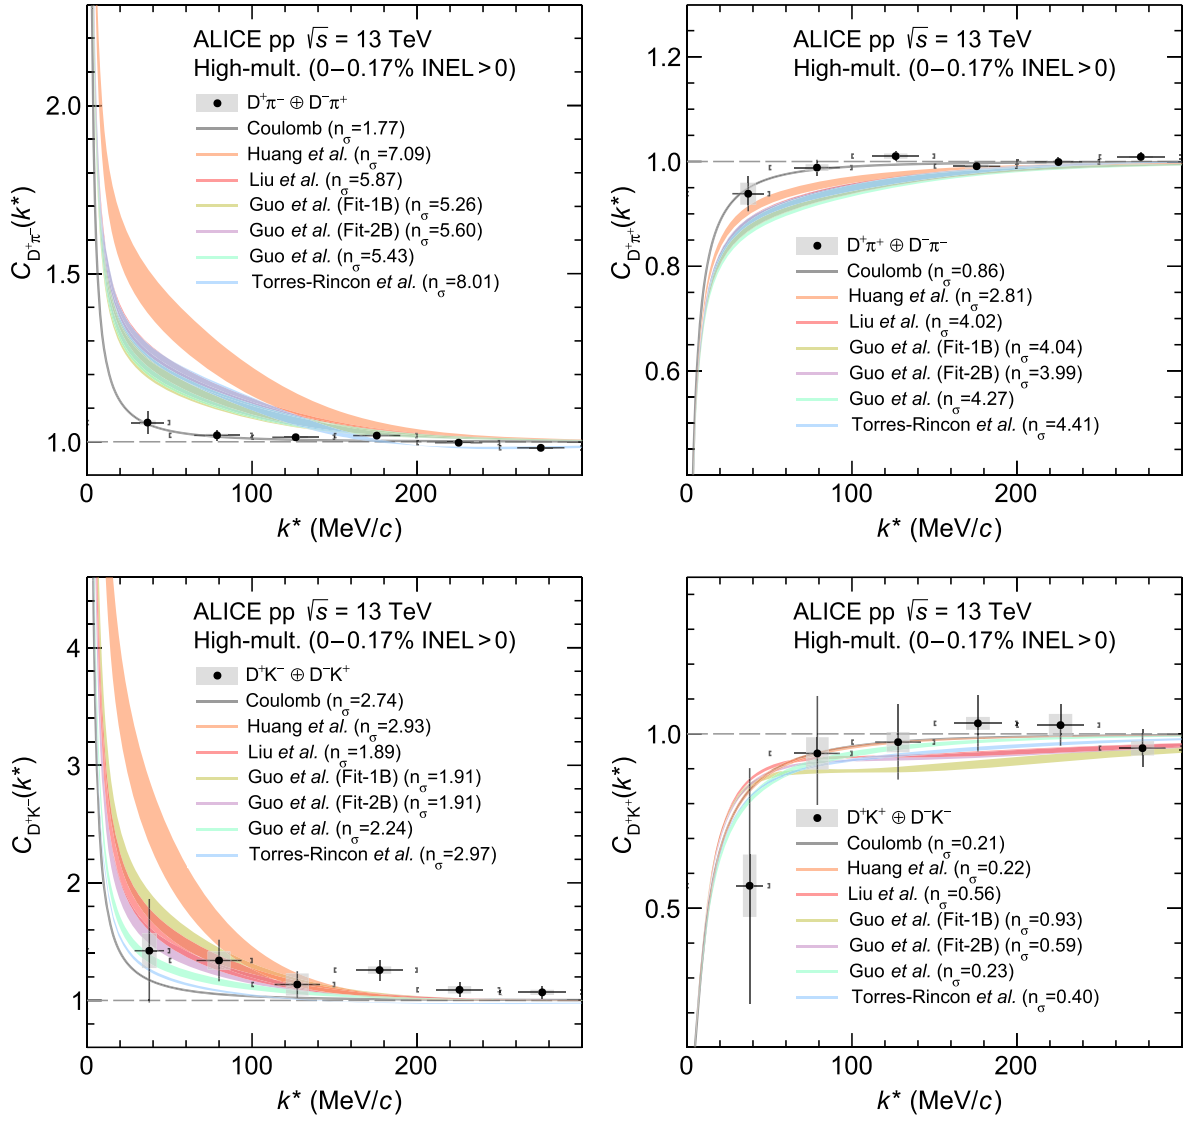 ALICE pp √s = 13 TeV
High-mult. (0−0.17% INEL > 0)
D⁺π⁻ ⊕ D⁻π⁺
Coulomb (nσ=1.77)
Huang et al. (nσ=7.09)
Liu et al. (nσ=5.87)
Guo et al. (Fit-1B) (nσ=5.26)
Guo et al. (Fit-2B) (nσ=5.60)
Guo et al. (nσ=5.43)
Torres-Rincon et al. (nσ=8.01)
2.0
1.5
1.0
C_D⁺π⁻(k*)
0 100 200
k* (MeV/c)
ALICE pp √s = 13 TeV
High-mult. (0−0.17% INEL > 0)
D⁺π⁺ ⊕ D⁻π⁻
Coulomb (nσ=0.86)
Huang et al. (nσ=2.81)
Liu et al. (nσ=4.02)
Guo et al. (Fit-1B) (nσ=4.04)
Guo et al. (Fit-2B) (nσ=3.99)
Guo et al. (nσ=4.27)
Torres-Rincon et al. (nσ=4.41)
1.2
1.0
0.8
0.6
C_D⁺π⁺(k*)
0 100 200
k* (MeV/c)
ALICE pp √s = 13 TeV
High-mult. (0−0.17% INEL > 0)
D⁺K⁻ ⊕ D⁻K⁺
Coulomb (nσ=2.74)
Huang et al. (nσ=2.93)
Liu et al. (nσ=1.89)
Guo et al. (Fit-1B) (nσ=1.91)
Guo et al. (Fit-2B) (nσ=1.91)
Guo et al. (nσ=2.24)
Torres-Rincon et al. (nσ=2.97)
4
3
2
1
C_D⁺K⁻(k*)
0 100 200
k* (MeV/c)
ALICE pp √s = 13 TeV
High-mult. (0−0.17% INEL > 0)
D⁺K⁺ ⊕ D⁻K⁻
Coulomb (nσ=0.21)
Huang et al. (nσ=0.22)
Liu et al. (nσ=0.56)
Guo et al. (Fit-1B) (nσ=0.93)
Guo et al. (Fit-2B) (nσ=0.59)
Guo et al. (nσ=0.23)
Torres-Rincon et al. (nσ=0.40)
1.0
0.5
C_D⁺K⁺(k*)
0 100 200
k* (MeV/c)